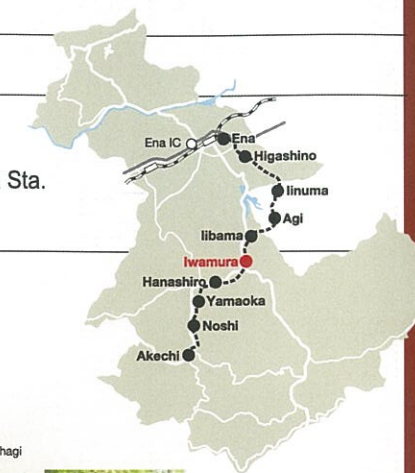 Ena IC
Ena
Higashino
Iinuma
Sta.
Agi
Iibama
Iwamura
Hanashiro
Yamaoka
Noshi
Akechi
hagi